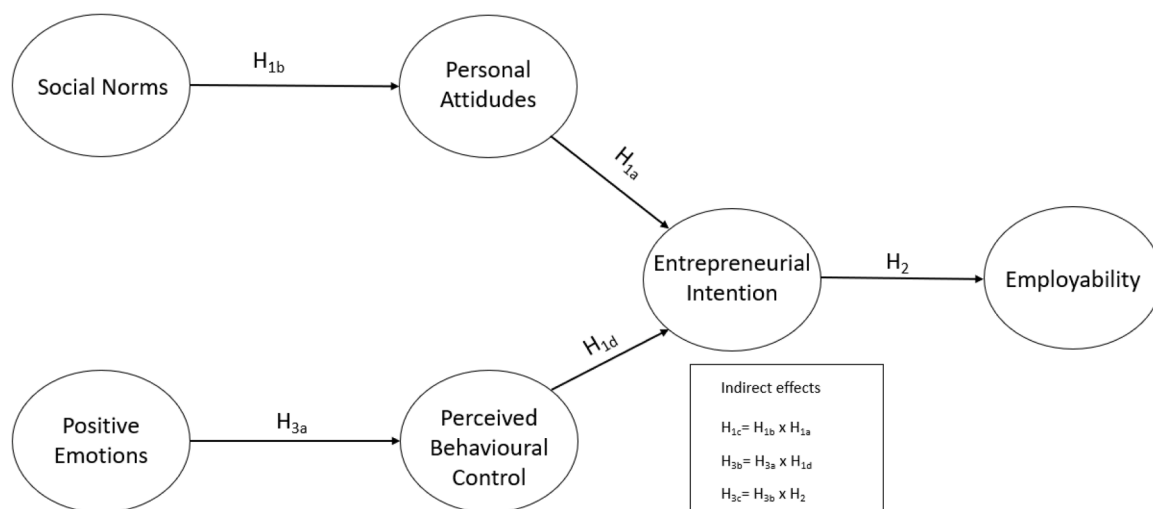 Social Norms
H1b
Personal
Attidudes
H1a
Entrepreneurial
Intention
H2
Employability
Positive
Emotions
H3a
Perceived
Behavioural
Control
H1d
Indirect effects
H1c= H1b x H1a
H3b= H3a x H1d
H3c= H3b x H2